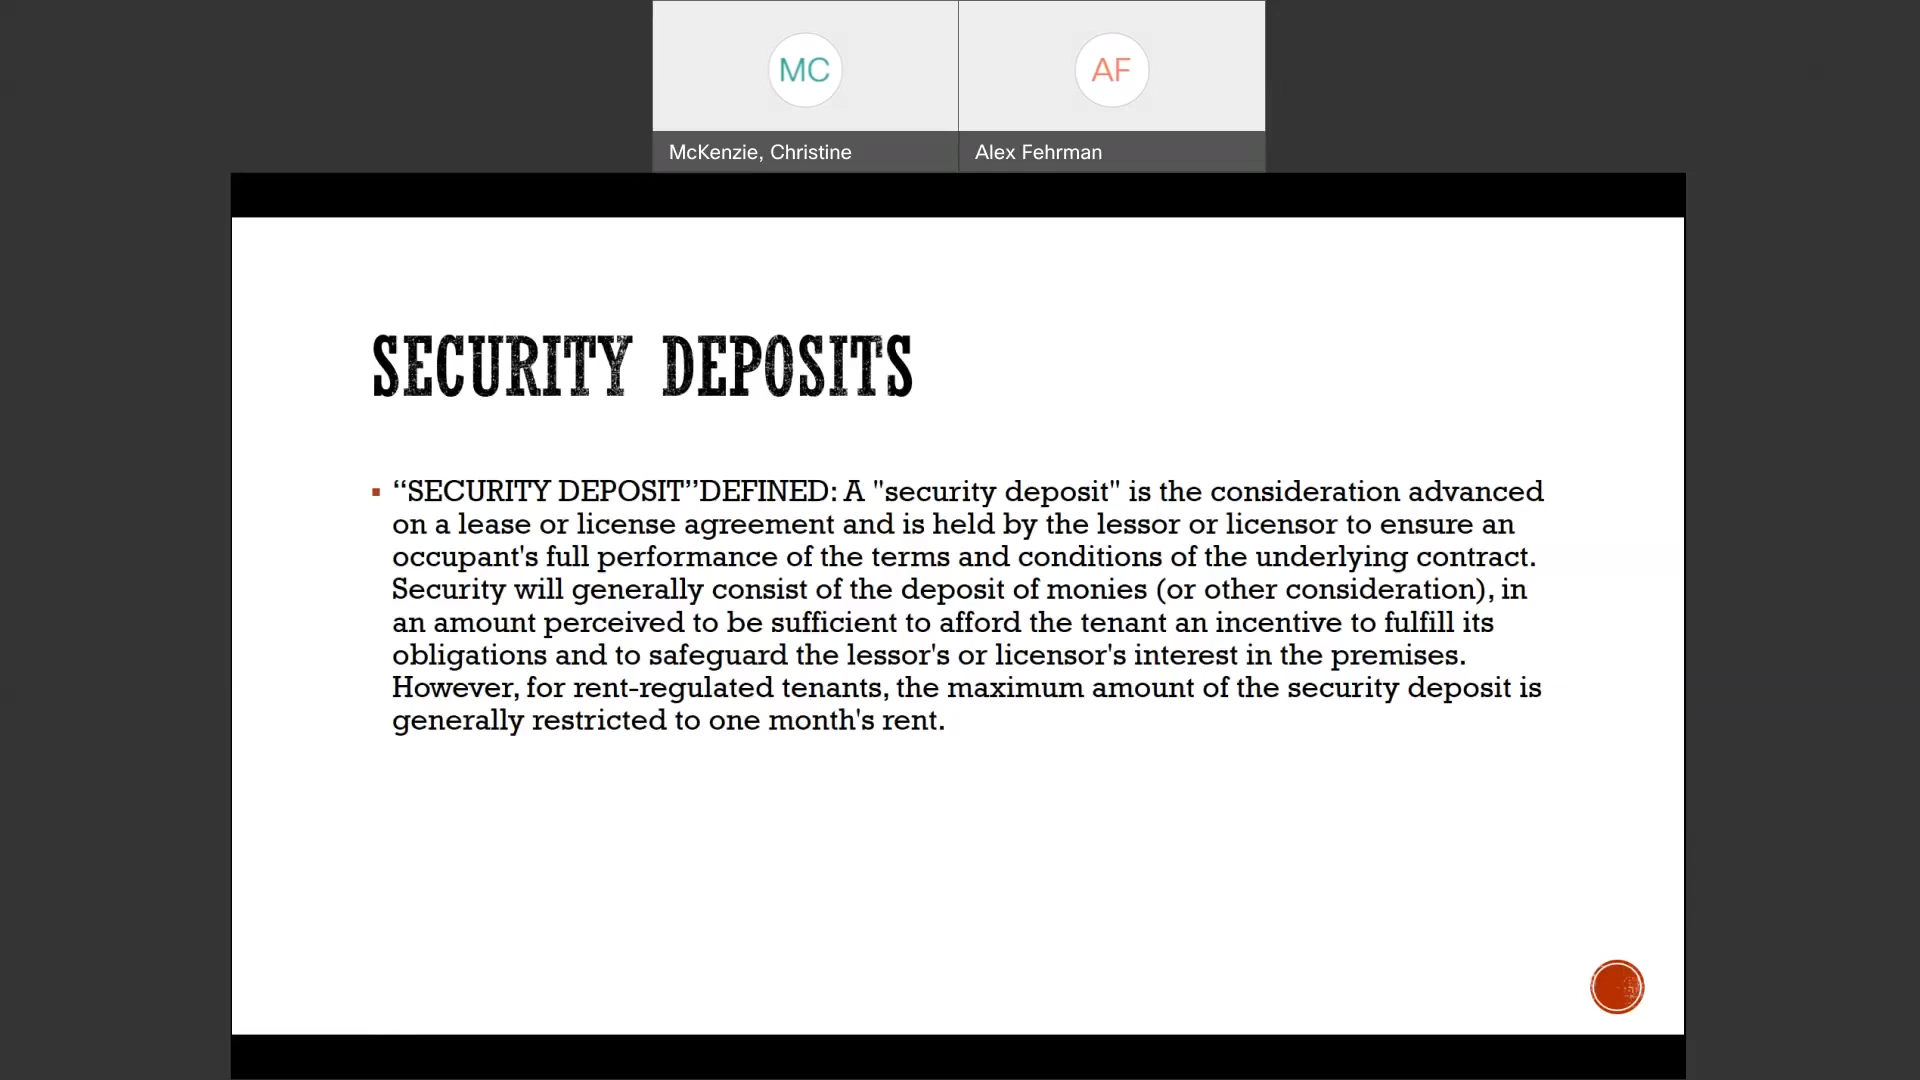 MC
AF
McKenzie, Christine
Alex Fehrman
SECURITY DEPOSITS
▪ “SECURITY DEPOSIT”DEFINED: A "security deposit" is the consideration advanced
on a lease or license agreement and is held by the lessor or licensor to ensure an
occupant's full performance of the terms and conditions of the underlying contract.
Security will generally consist of the deposit of monies (or other consideration), in
an amount perceived to be sufficient to afford the tenant an incentive to fulfill its
obligations and to safeguard the lessor's or licensor's interest in the premises.
However, for rent-regulated tenants, the maximum amount of the security deposit is
generally restricted to one month's rent.